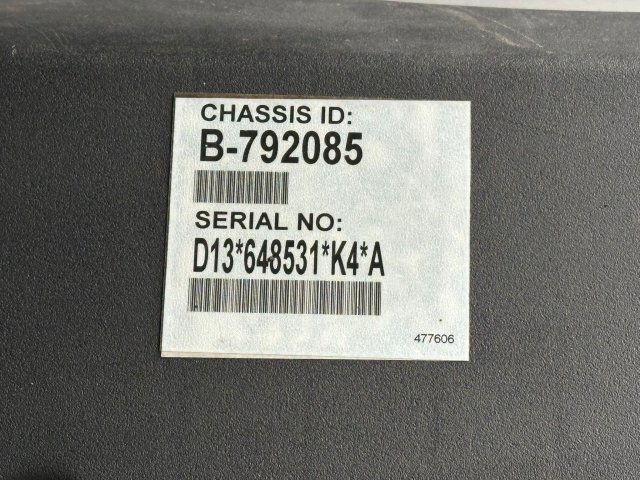 CHASSIS ID:
B-792085
SERIAL NO:
D13*648531*K4*A
477606